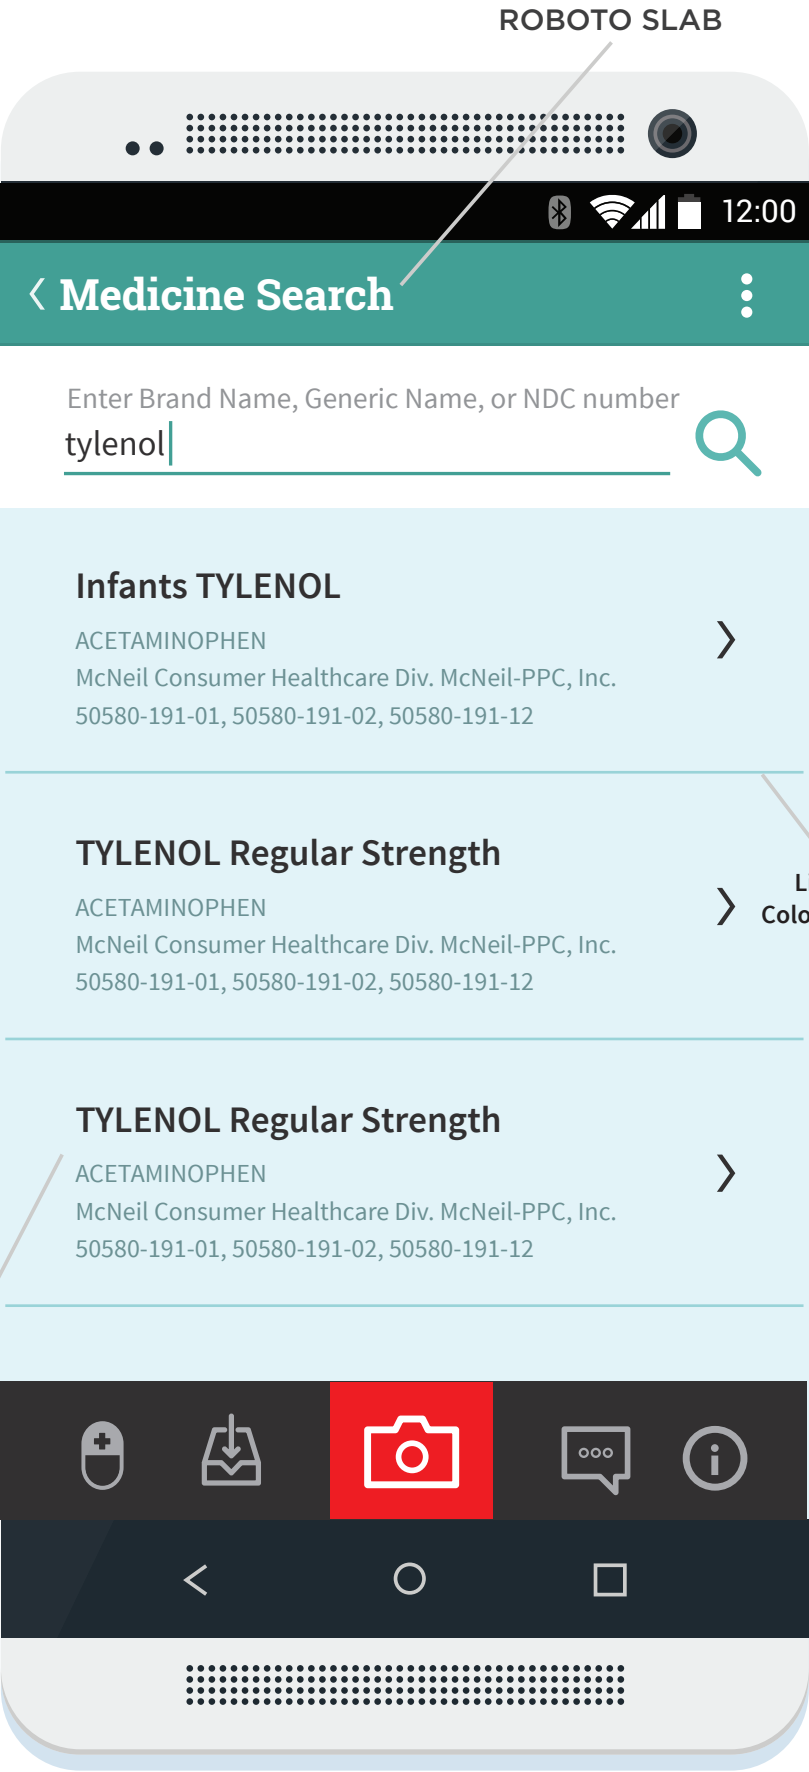 ROBOTO SLAB
12:00
Medicine Search
Enter Brand Name, Generic Name, or NDC number
tylenol
Infants TYLENOL
ACETAMINOPHEN
McNeil Consumer Healthcare Div. McNeil-PPC, Inc.
50580-191-01, 50580-191-02, 50580-191-12
TYLENOL Regular Strength
ACETAMINOPHEN
McNeil Consumer Healthcare Div. McNeil-PPC, Inc.
50580-191-01, 50580-191-02, 50580-191-12
TYLENOL Regular Strength
ACETAMINOPHEN
McNeil Consumer Healthcare Div. McNeil-PPC, Inc.
50580-191-01, 50580-191-02, 50580-191-12